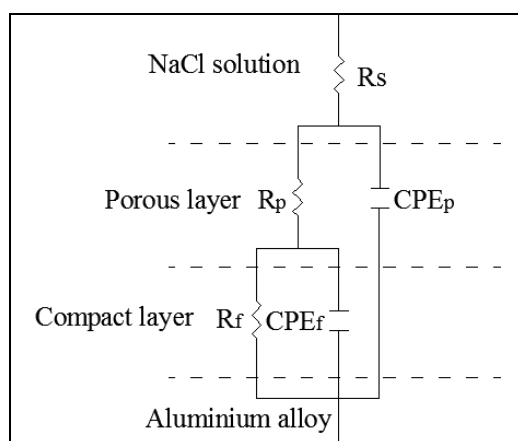 NaCl solution
Rs
Porous layer Rp CPEp
Compact layer Rf CPEf
Aluminium alloy